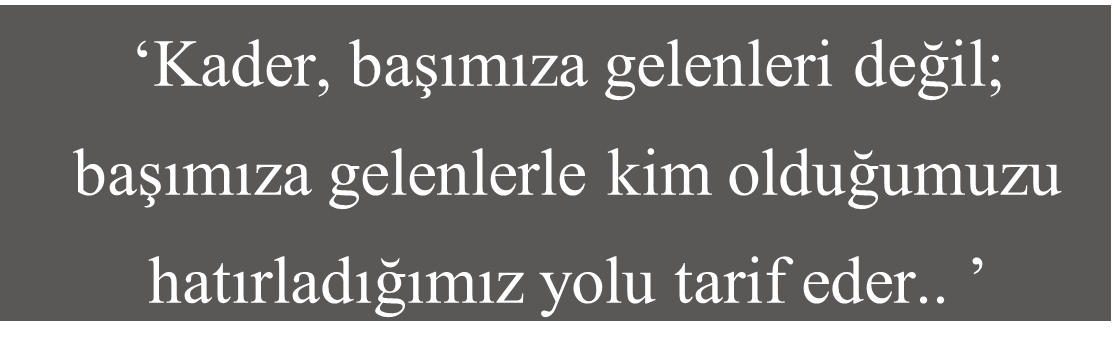 ‘Kader, başımıza gelenleri değil;
başımıza gelenlerle kim olduğumuzu
hatırladığımız yolu tarif eder.. ’